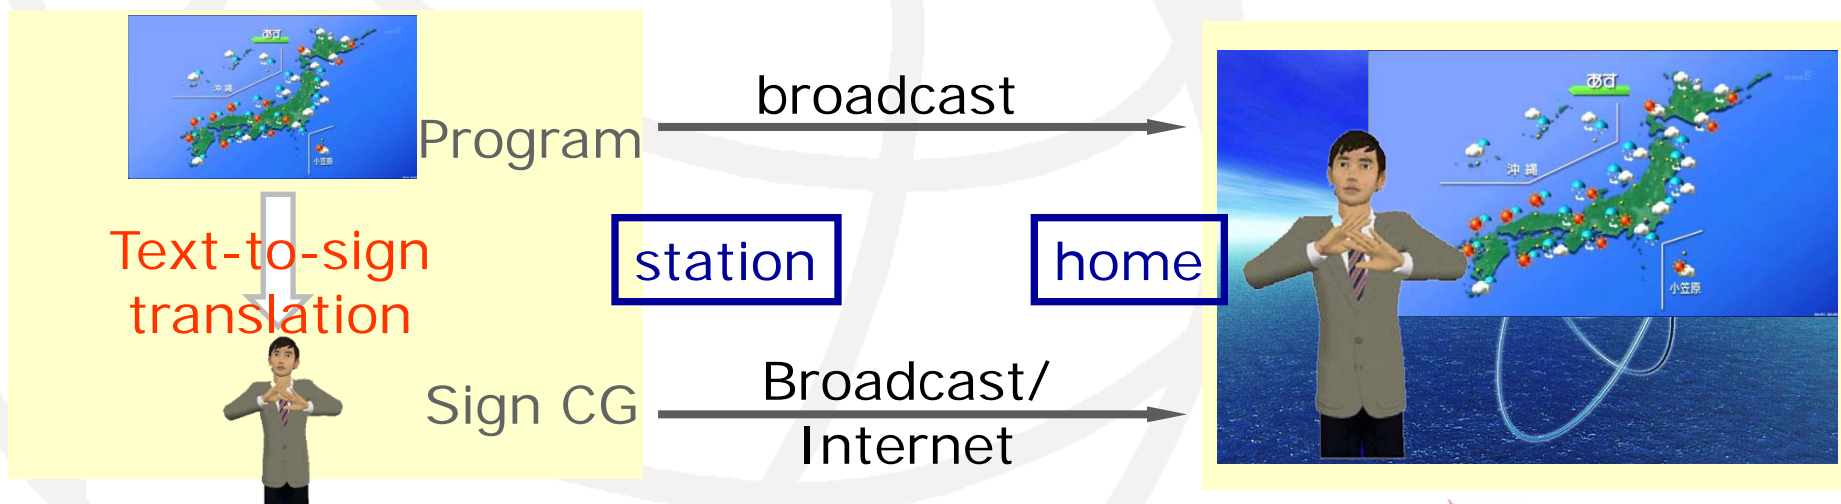 あす
沖縄
小笠原
Program
Text-to-sign
translation
Sign CG
broadcast
station
home
Broadcast/
Internet
あす
沖縄
小笠原